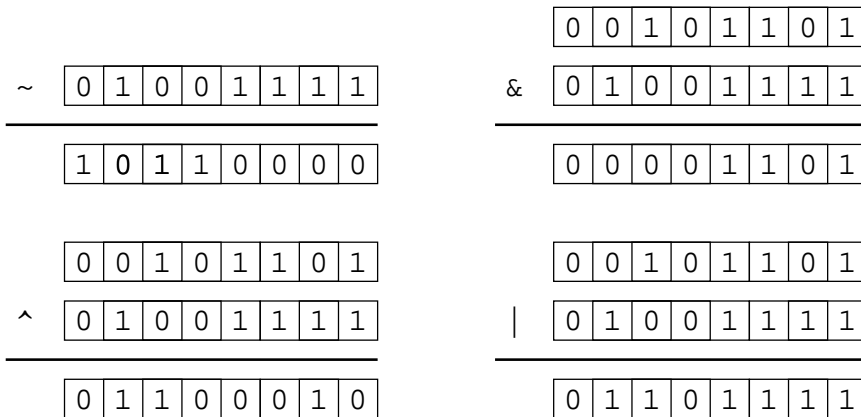 ~ 0 1 0 0 1 1 1 1
1 0 1 1 0 0 0 0
0 0 1 0 1 1 0 1
& 0 1 0 0 1 1 1 1
0 0 0 0 1 1 0 1
0 0 1 0 1 1 0 1
^ 0 1 0 0 1 1 1 1
0 1 1 0 0 0 1 0
0 0 1 0 1 1 0 1
| 0 1 0 0 1 1 1 1
0 1 1 0 1 1 1 1